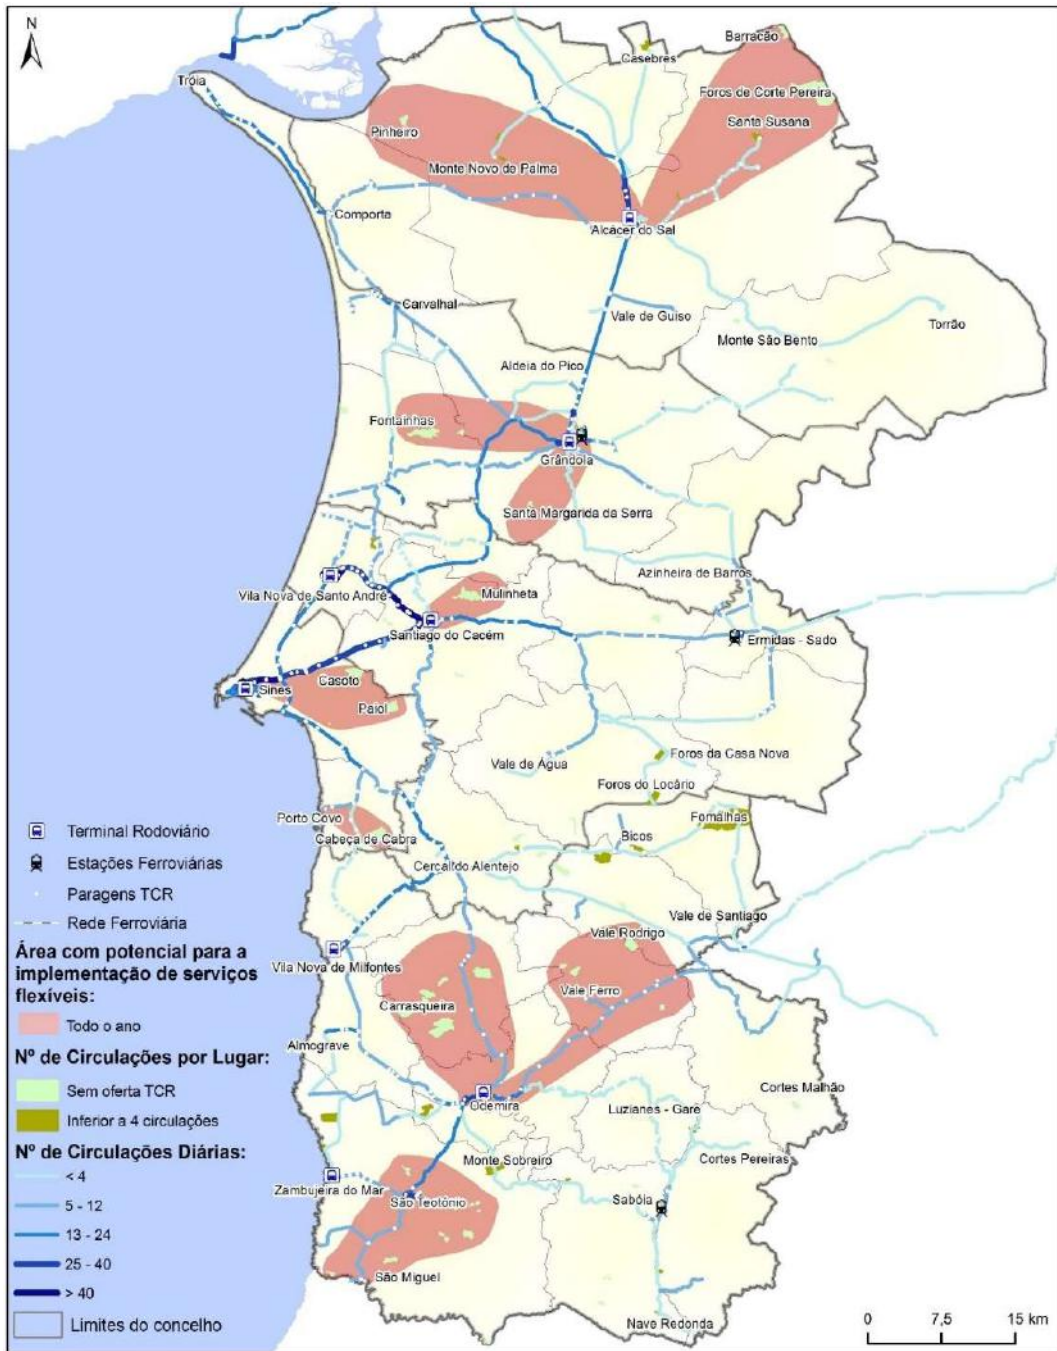 N
Barracão
Casebres
Tróia
Foros de Corte Pereira
Pinheiro
Santa Susana
Monte Novo de Palma
Comporta
Alcácer do Sal
Carvalhal
Vale de Guiso
Torrão
Monte São Bento
Aldeia do Pico
Fontainhas
Grândola
Santa Margarida da Serra
Azinheira de Barros
Vila Nova de Santo André
Mulinheta
Santiago do Cacém
Ermidas - Sado
Casoto
Sines
Paiol
Foros da Casa Nova
Vale de Água
Foros do Locário
Porto Covo
Fornalhas
Bicos
Cabeça de Cabra
Cercal do Alentejo
Vale de Santiago
Vale Rodrigo
Vila Nova de Milfontes
Vale Ferro
Carrasqueira
Almograve
Cortes Malhão
Odemira
Luzianes - Gare
Cortes Pereiras
Monte Sobreiro
Zambujeira do Mar
São Teotónio
Sabóia
São Miguel
Nave Redonda
Terminal Rodoviário
Estações Ferroviárias
Paragens TCR
Rede Ferroviária
Área com potencial para a
implementação de serviços
flexíveis:
Todo o ano
Nº de Circulações por Lugar:
Sem oferta TCR
Inferior a 4 circulações
Nº de Circulações Diárias:
< 4
5 - 12
13 - 24
25 - 40
> 40
Limites do concelho
0 7,5 15 km